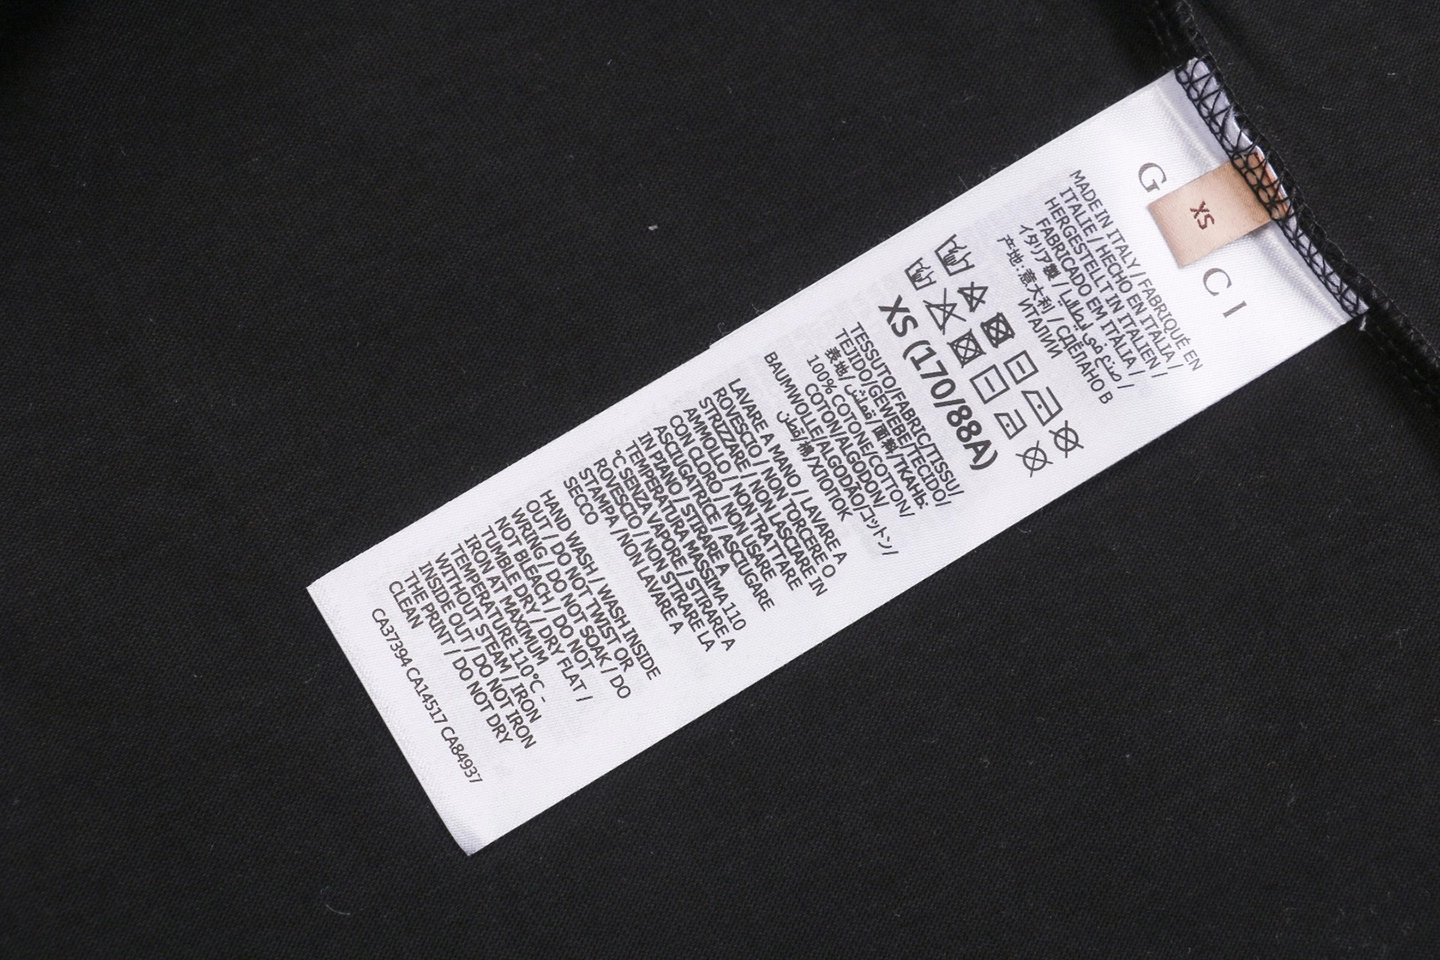 G CI
XS
MADE IN ITALY / FABRIQUÉ EN
ITALIE / HECHO EN ITALIA /
HERGESTELLT IN ITALIEN /
FABRICADO EM ITÁLIA /
イタリア製 / صنع في إيطاليا /
产地：意大利 / СДЕЛАНО В
ИТАЛИИ
XS (170/88A)
TESSUTO/FABRIC/TISSU/
TEJIDO/GEWEBE/TECIDO/
表地/ قماش/面料/ТКАНЬ:
100% COTONE/COTTON/
COTON/ALGODON/
BAUMWOLLE/ALGODÃO/コットン/
قطن/棉/ХЛОПОК
LAVARE A MANO / LAVARE A
ROVESCIO / NON TORCERE O
STRIZZARE / NON LASCIARE IN
AMMOLLO / NON TRATTARE
CON CLORO / NON USARE
ASCIUGATRICE / ASCIUGARE
IN PIANO / STIRARE A
TEMPERATURA MASSIMA 110
°C SENZA VAPORE / STIRARE A
ROVESCIO / NON STIRARE LA
STAMPA / NON LAVARE A
SECCO
HAND WASH / WASH INSIDE
OUT / DO NOT TWIST OR
WRING / DO NOT SOAK / DO
NOT BLEACH / DO NOT
TUMBLE DRY / DRY FLAT /
IRON AT MAXIMUM
TEMPERATURE 110°C -
WITHOUT STEAM / IRON
INSIDE OUT / DO NOT IRON
THE PRINT / DO NOT DRY
CLEAN
CA37394 CA14517 CA84937